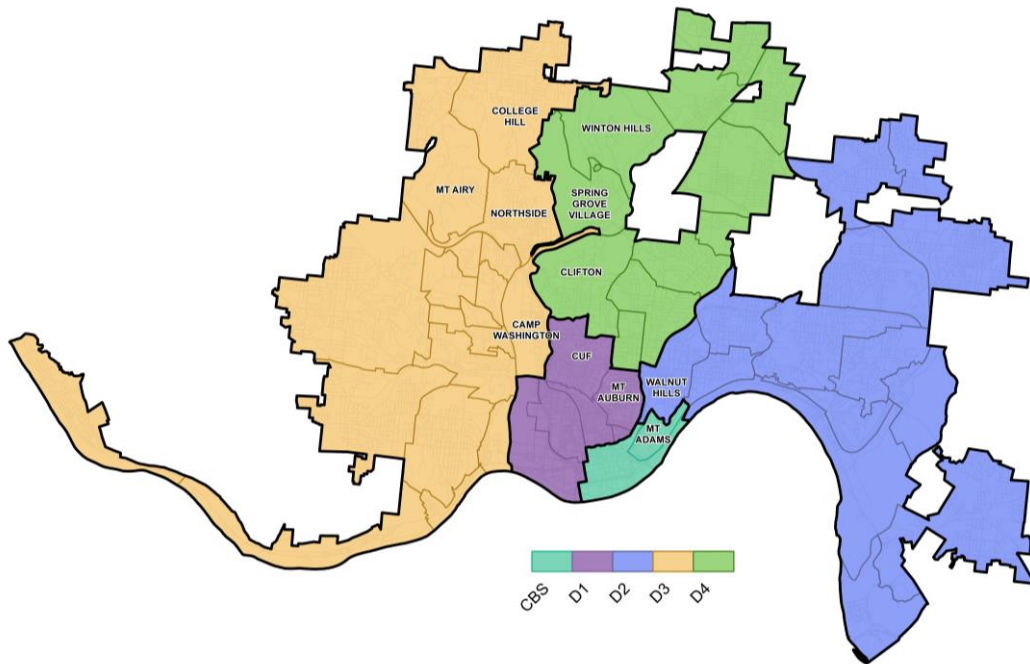 COLLEGE
HILL
WINTON HILLS
MT AIRY
NORTHSIDE
SPRING
GROVE
VILLAGE
CLIFTON
CAMP
WASHINGTON
CUF
MT
AUBURN
WALNUT
HILLS
MT
ADAMS
CBS
D1
D2
D3
D4